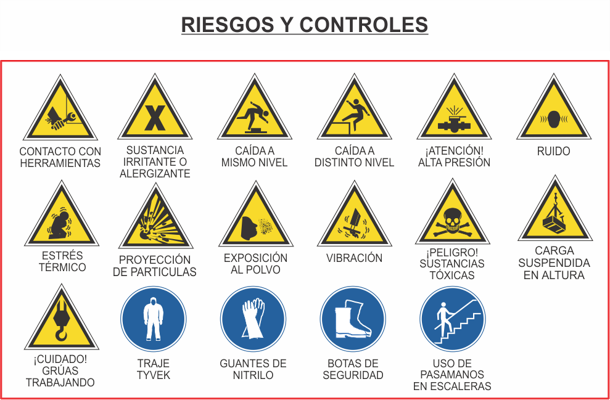 RIESGOS Y CONTROLES
CONTACTO CON
HERRAMIENTAS
SUSTANCIA
IRRITANTE O
ALERGIZANTE
CAÍDA A
MISMO NIVEL
CAÍDA A
DISTINTO NIVEL
¡ATENCIÓN!
ALTA PRESIÓN
RUIDO
ESTRÉS
TÉRMICO
PROYECCIÓN
DE PARTICULAS
EXPOSICIÓN
AL POLVO
VIBRACIÓN
¡PELIGRO!
SUSTANCIAS
TÓXICAS
CARGA
SUSPENDIDA
EN ALTURA
¡CUIDADO!
GRÚAS
TRABAJANDO
TRAJE
TYVEK
GUANTES DE
NITRILO
BOTAS DE
SEGURIDAD
USO DE
PASAMANOS
EN ESCALERAS